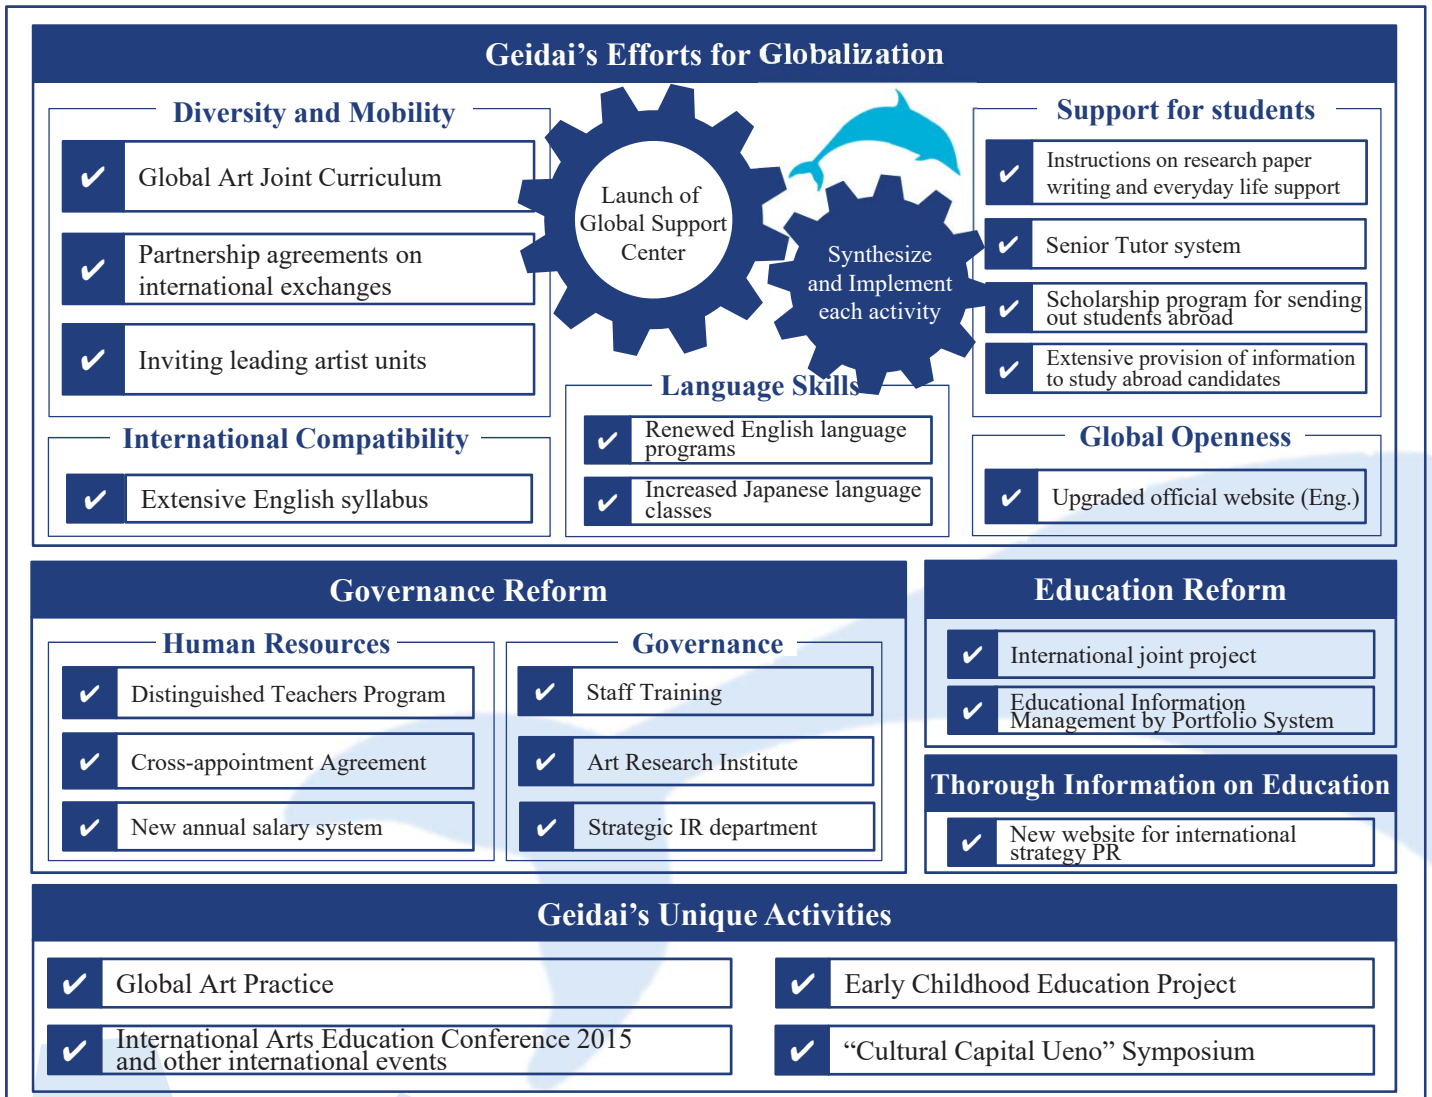 Geidai’s Efforts for Globalization
Diversity and Mobility
Global Art Joint Curriculum
Partnership agreements on
international exchanges
Inviting leading artist units
International Compatibility
Extensive English syllabus
Launch of
Global Support
Center
Synthesize
and Implement
each activity
Language Skills
Renewed English language
programs
Increased Japanese language
classes
Support for students
Instructions on research paper
writing and everyday life support
Senior Tutor system
Scholarship program for sending
out students abroad
Extensive provision of information
to study abroad candidates
Global Openness
Upgraded official website (Eng.)
Governance Reform
Human Resources
Distinguished Teachers Program
Cross-appointment Agreement
New annual salary system
Governance
Staff Training
Art Research Institute
Strategic IR department
Education Reform
International joint project
Educational Information
Management by Portfolio System
Thorough Information on Education
New website for international
strategy PR
Geidai’s Unique Activities
Global Art Practice
International Arts Education Conference 2015
and other international events
Early Childhood Education Project
“Cultural Capital Ueno” Symposium